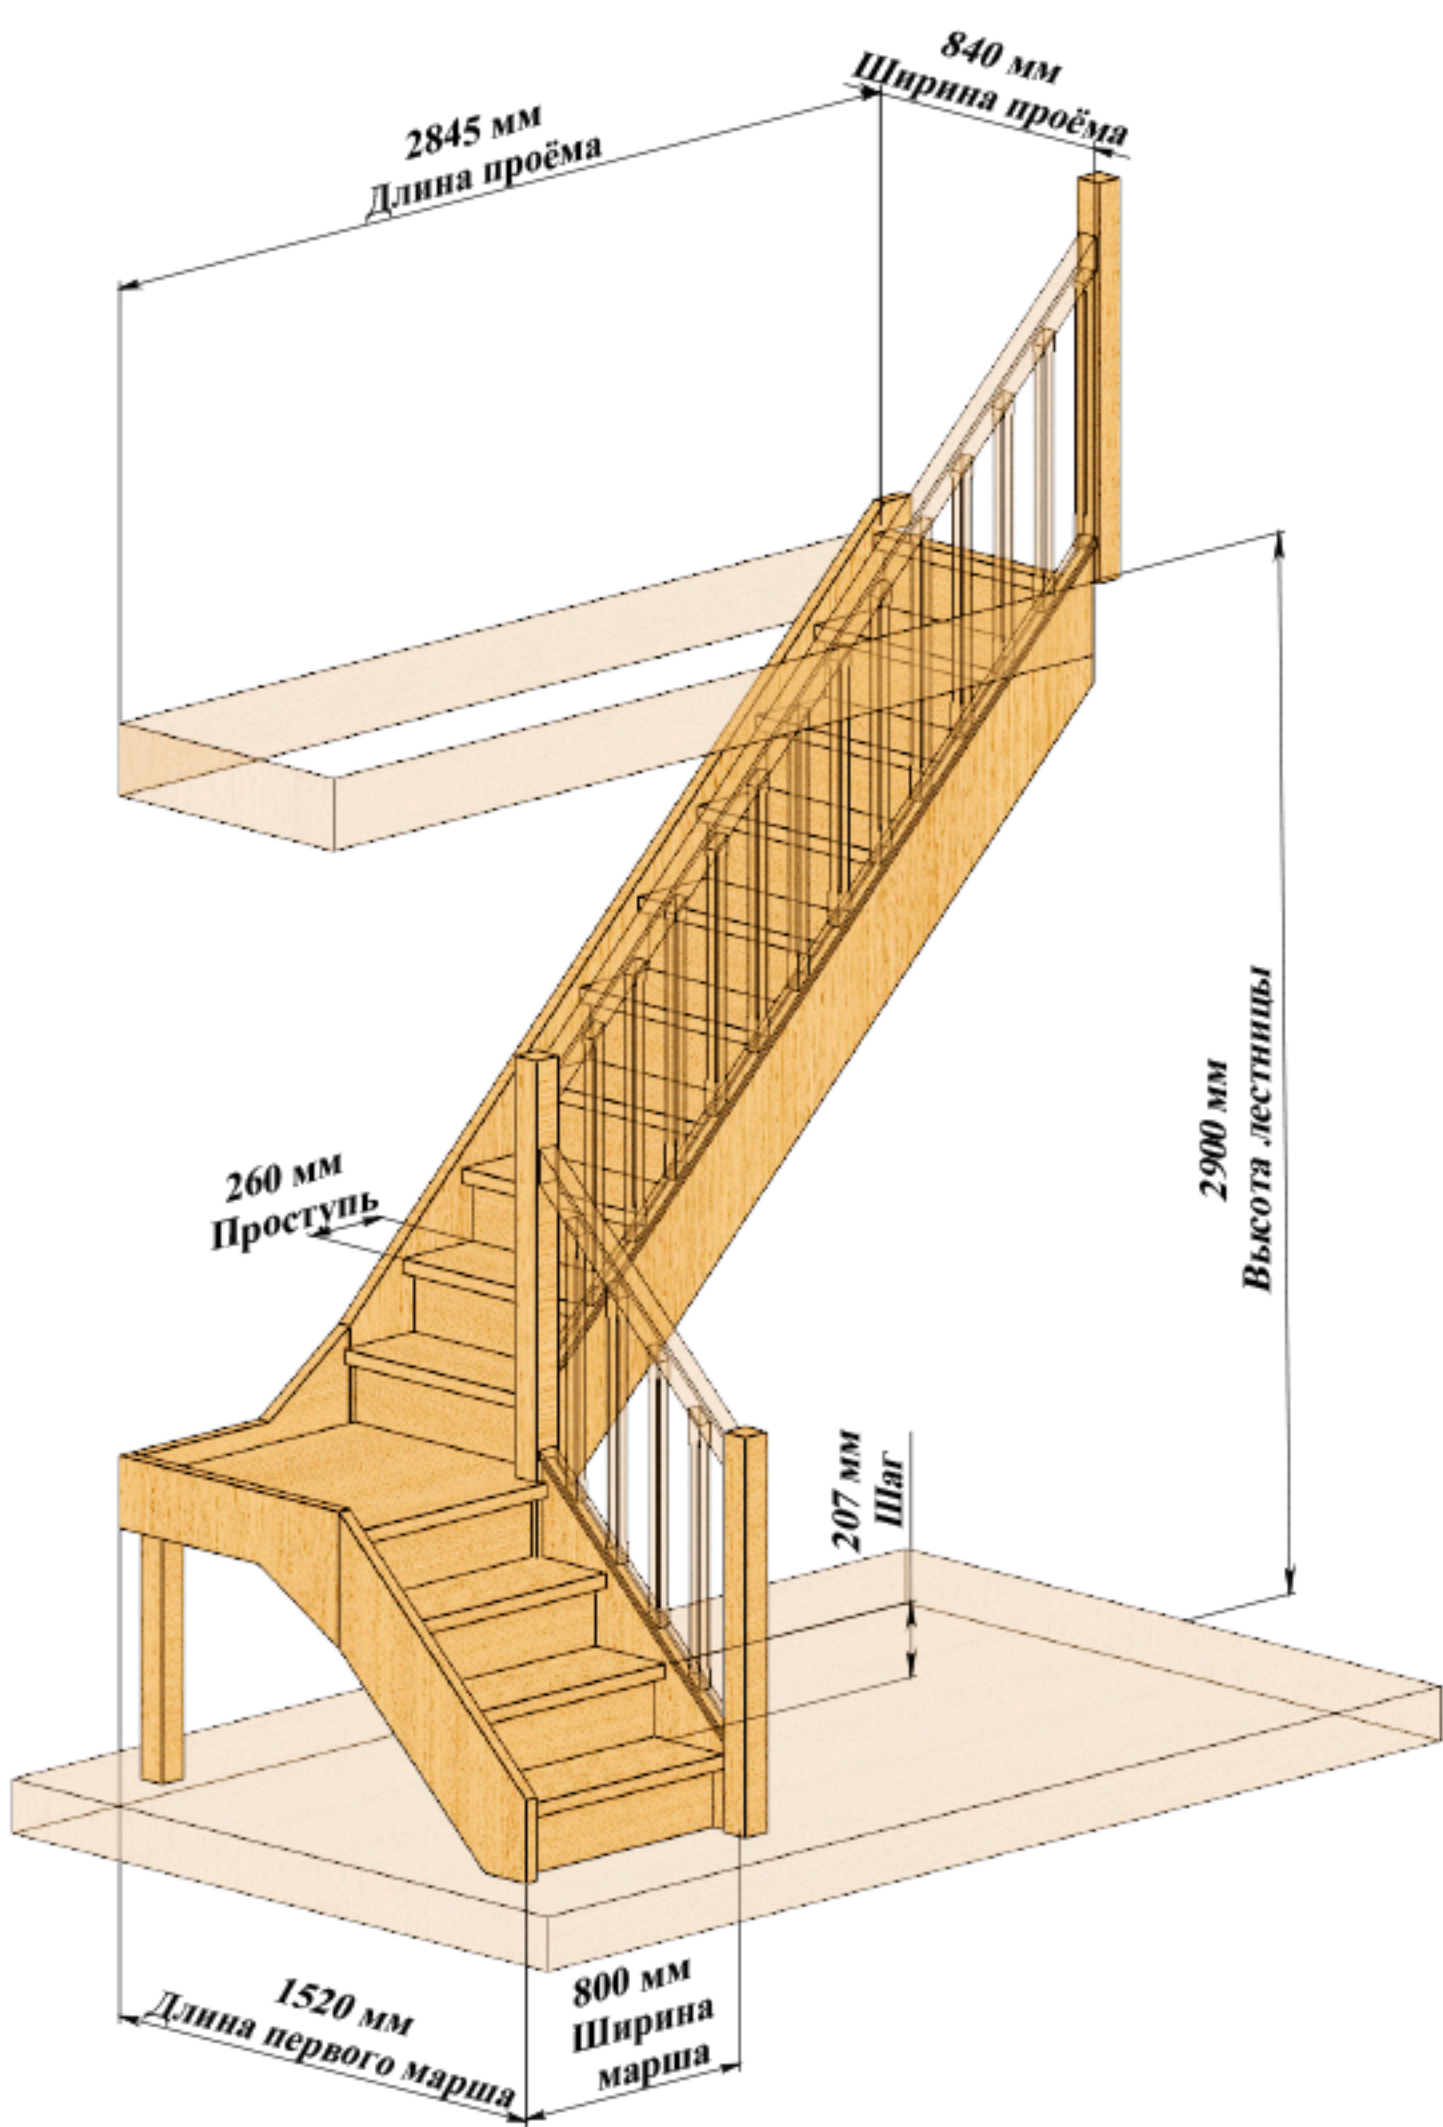 840 мм
Ширина проёма
2845 мм
Длина проёма
260 мм
Проступь
2900 мм
Высота лестницы
207 мм
Шаг
1520 мм
Длина первого марша
800 мм
Ширина
марша